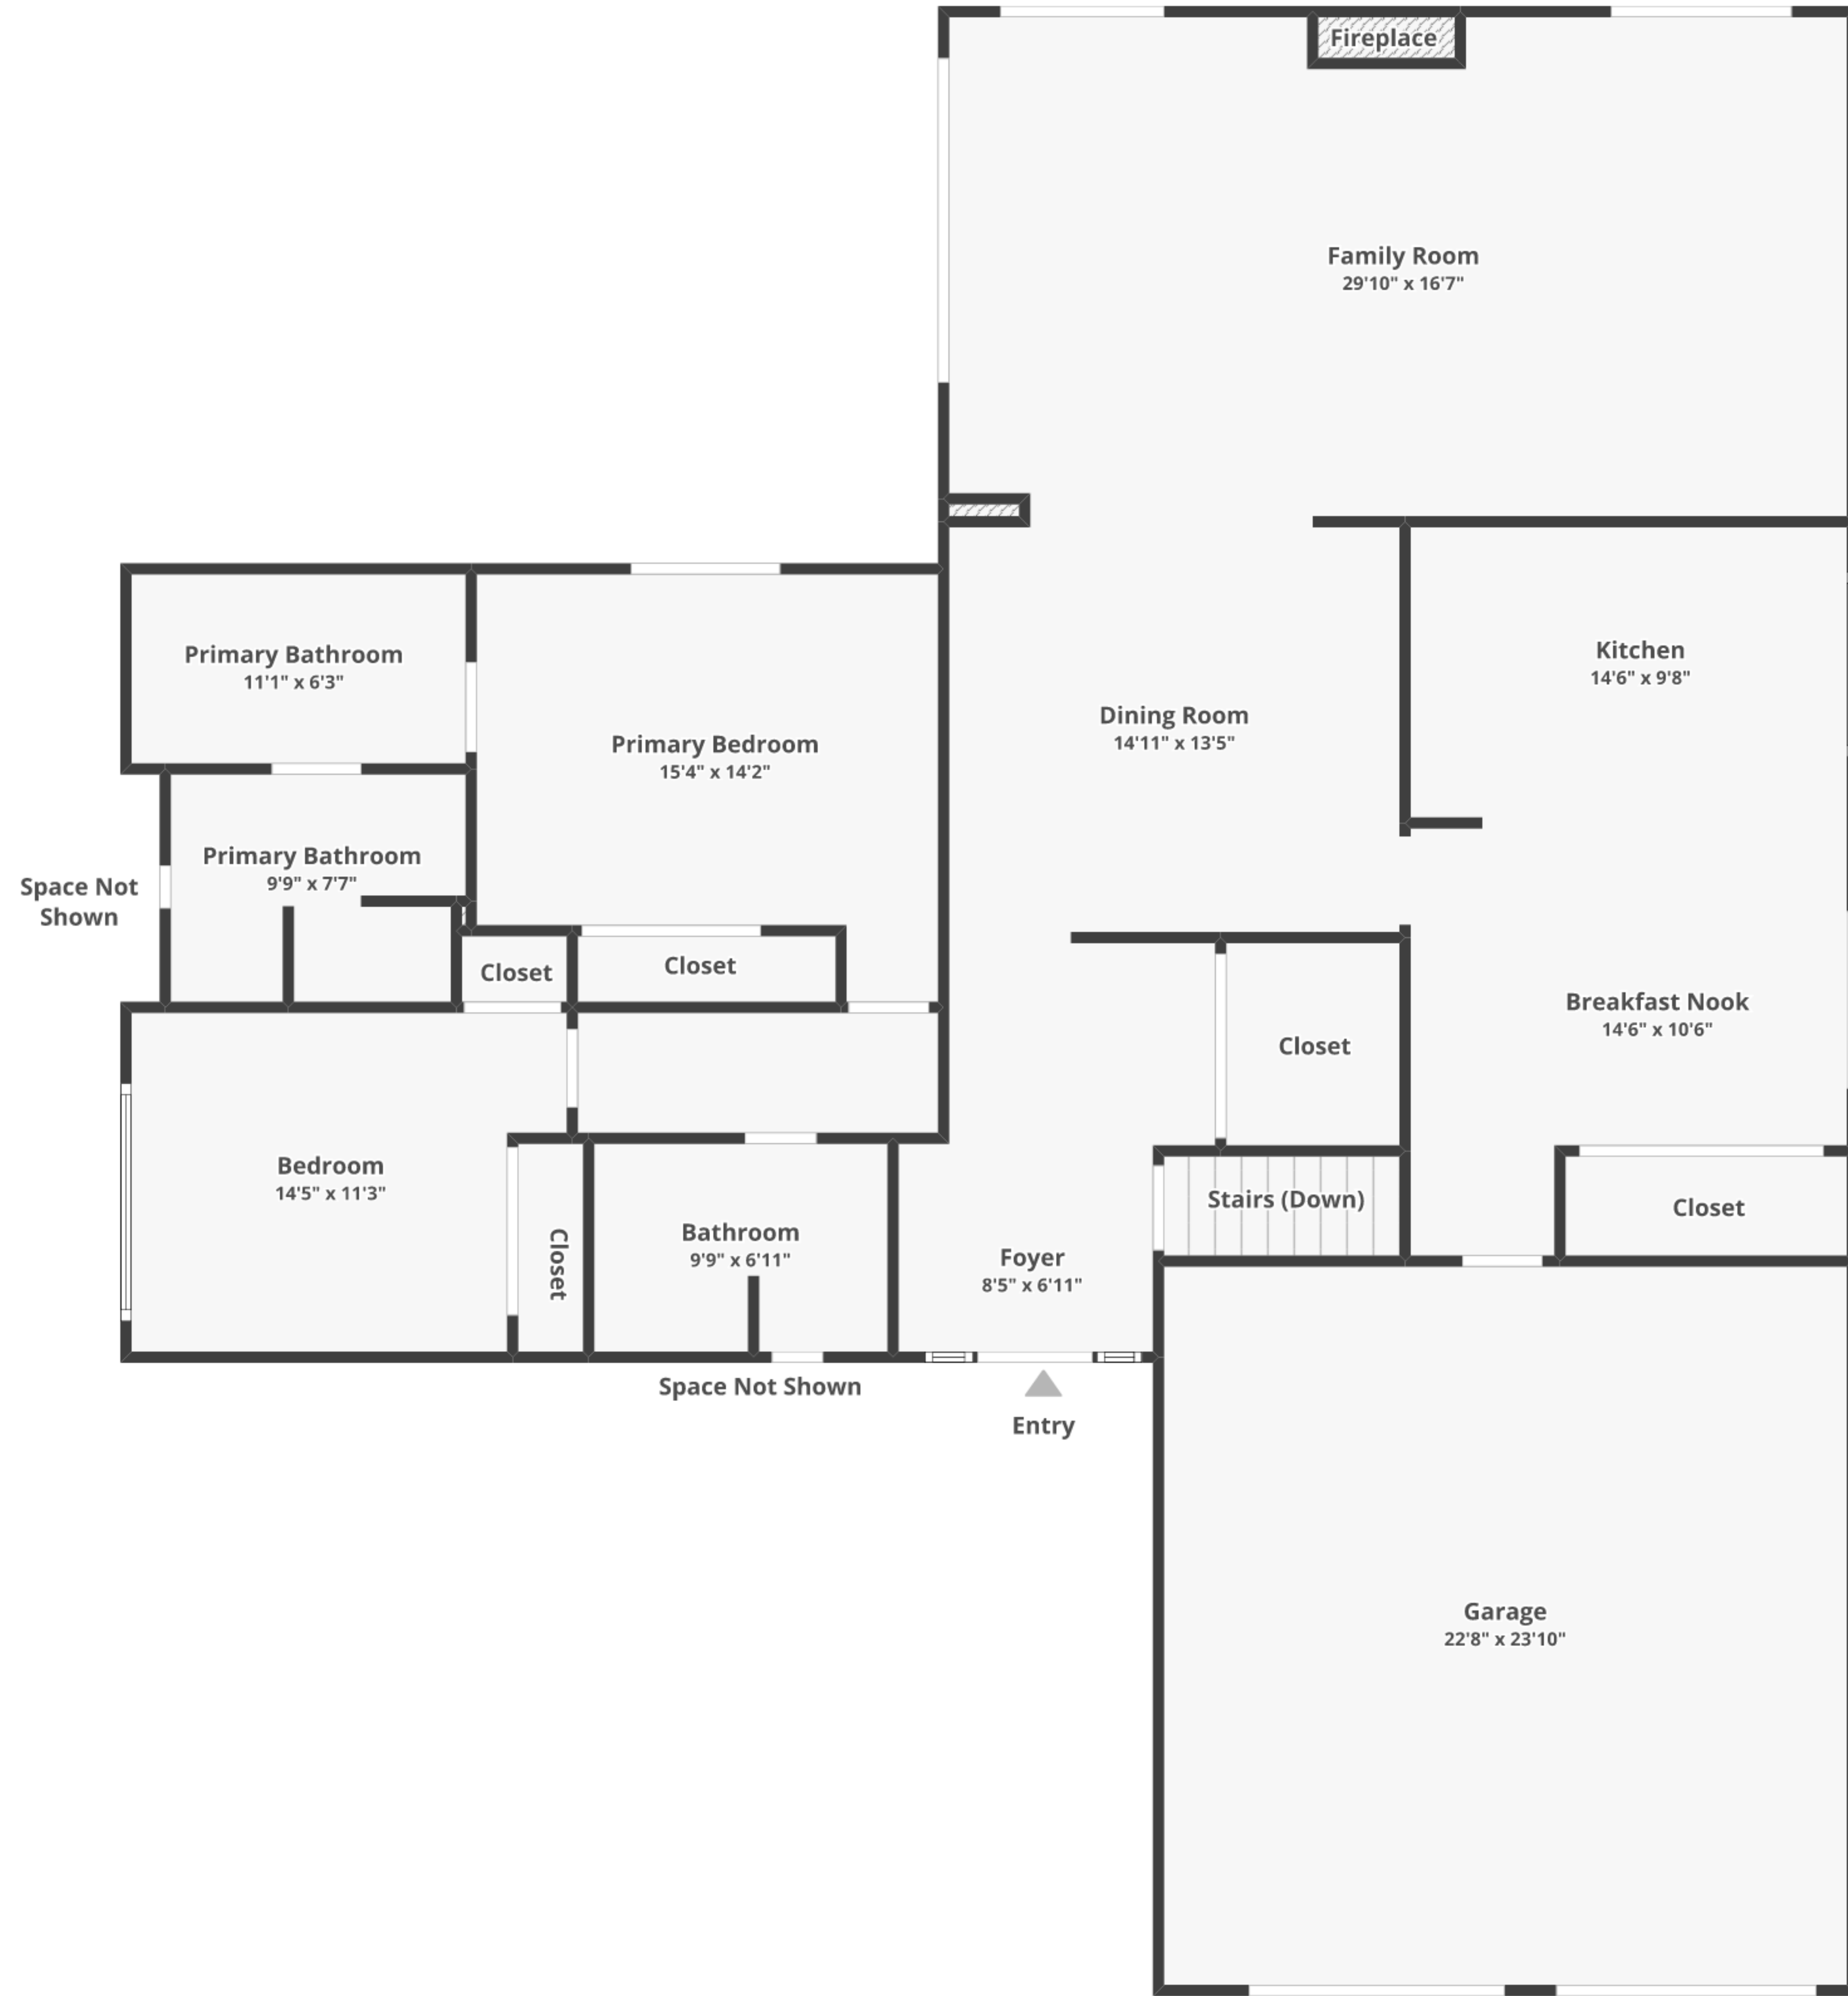 Fireplace
Family Room
29'10" x 16'7"
Primary Bathroom
11'1" x 6'3"
Kitchen
14'6" x 9'8"
Dining Room
14'11" x 13'5"
Primary Bedroom
15'4" x 14'2"
Primary Bathroom
9'9" x 7'7"
Space Not
Shown
Closet
Closet
Breakfast Nook
14'6" x 10'6"
Closet
Bedroom
14'5" x 11'3"
Stairs (Down)
Closet
Closet
Bathroom
9'9" x 6'11"
Foyer
8'5" x 6'11"
Space Not Shown
Entry
Garage
22'8" x 23'10"